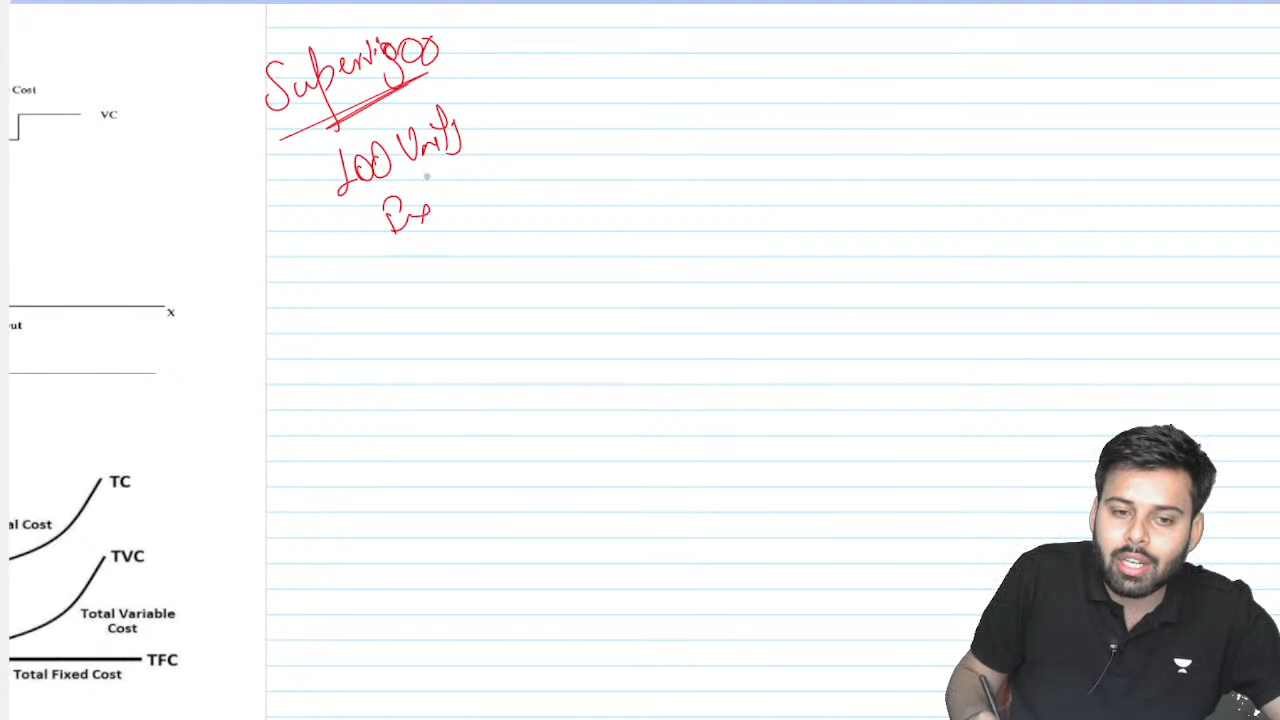 Cost
VC
Supervisor
100 Units
X
ut
TC
al Cost
TVC
Total Variable
Cost
TFC
Total Fixed Cost